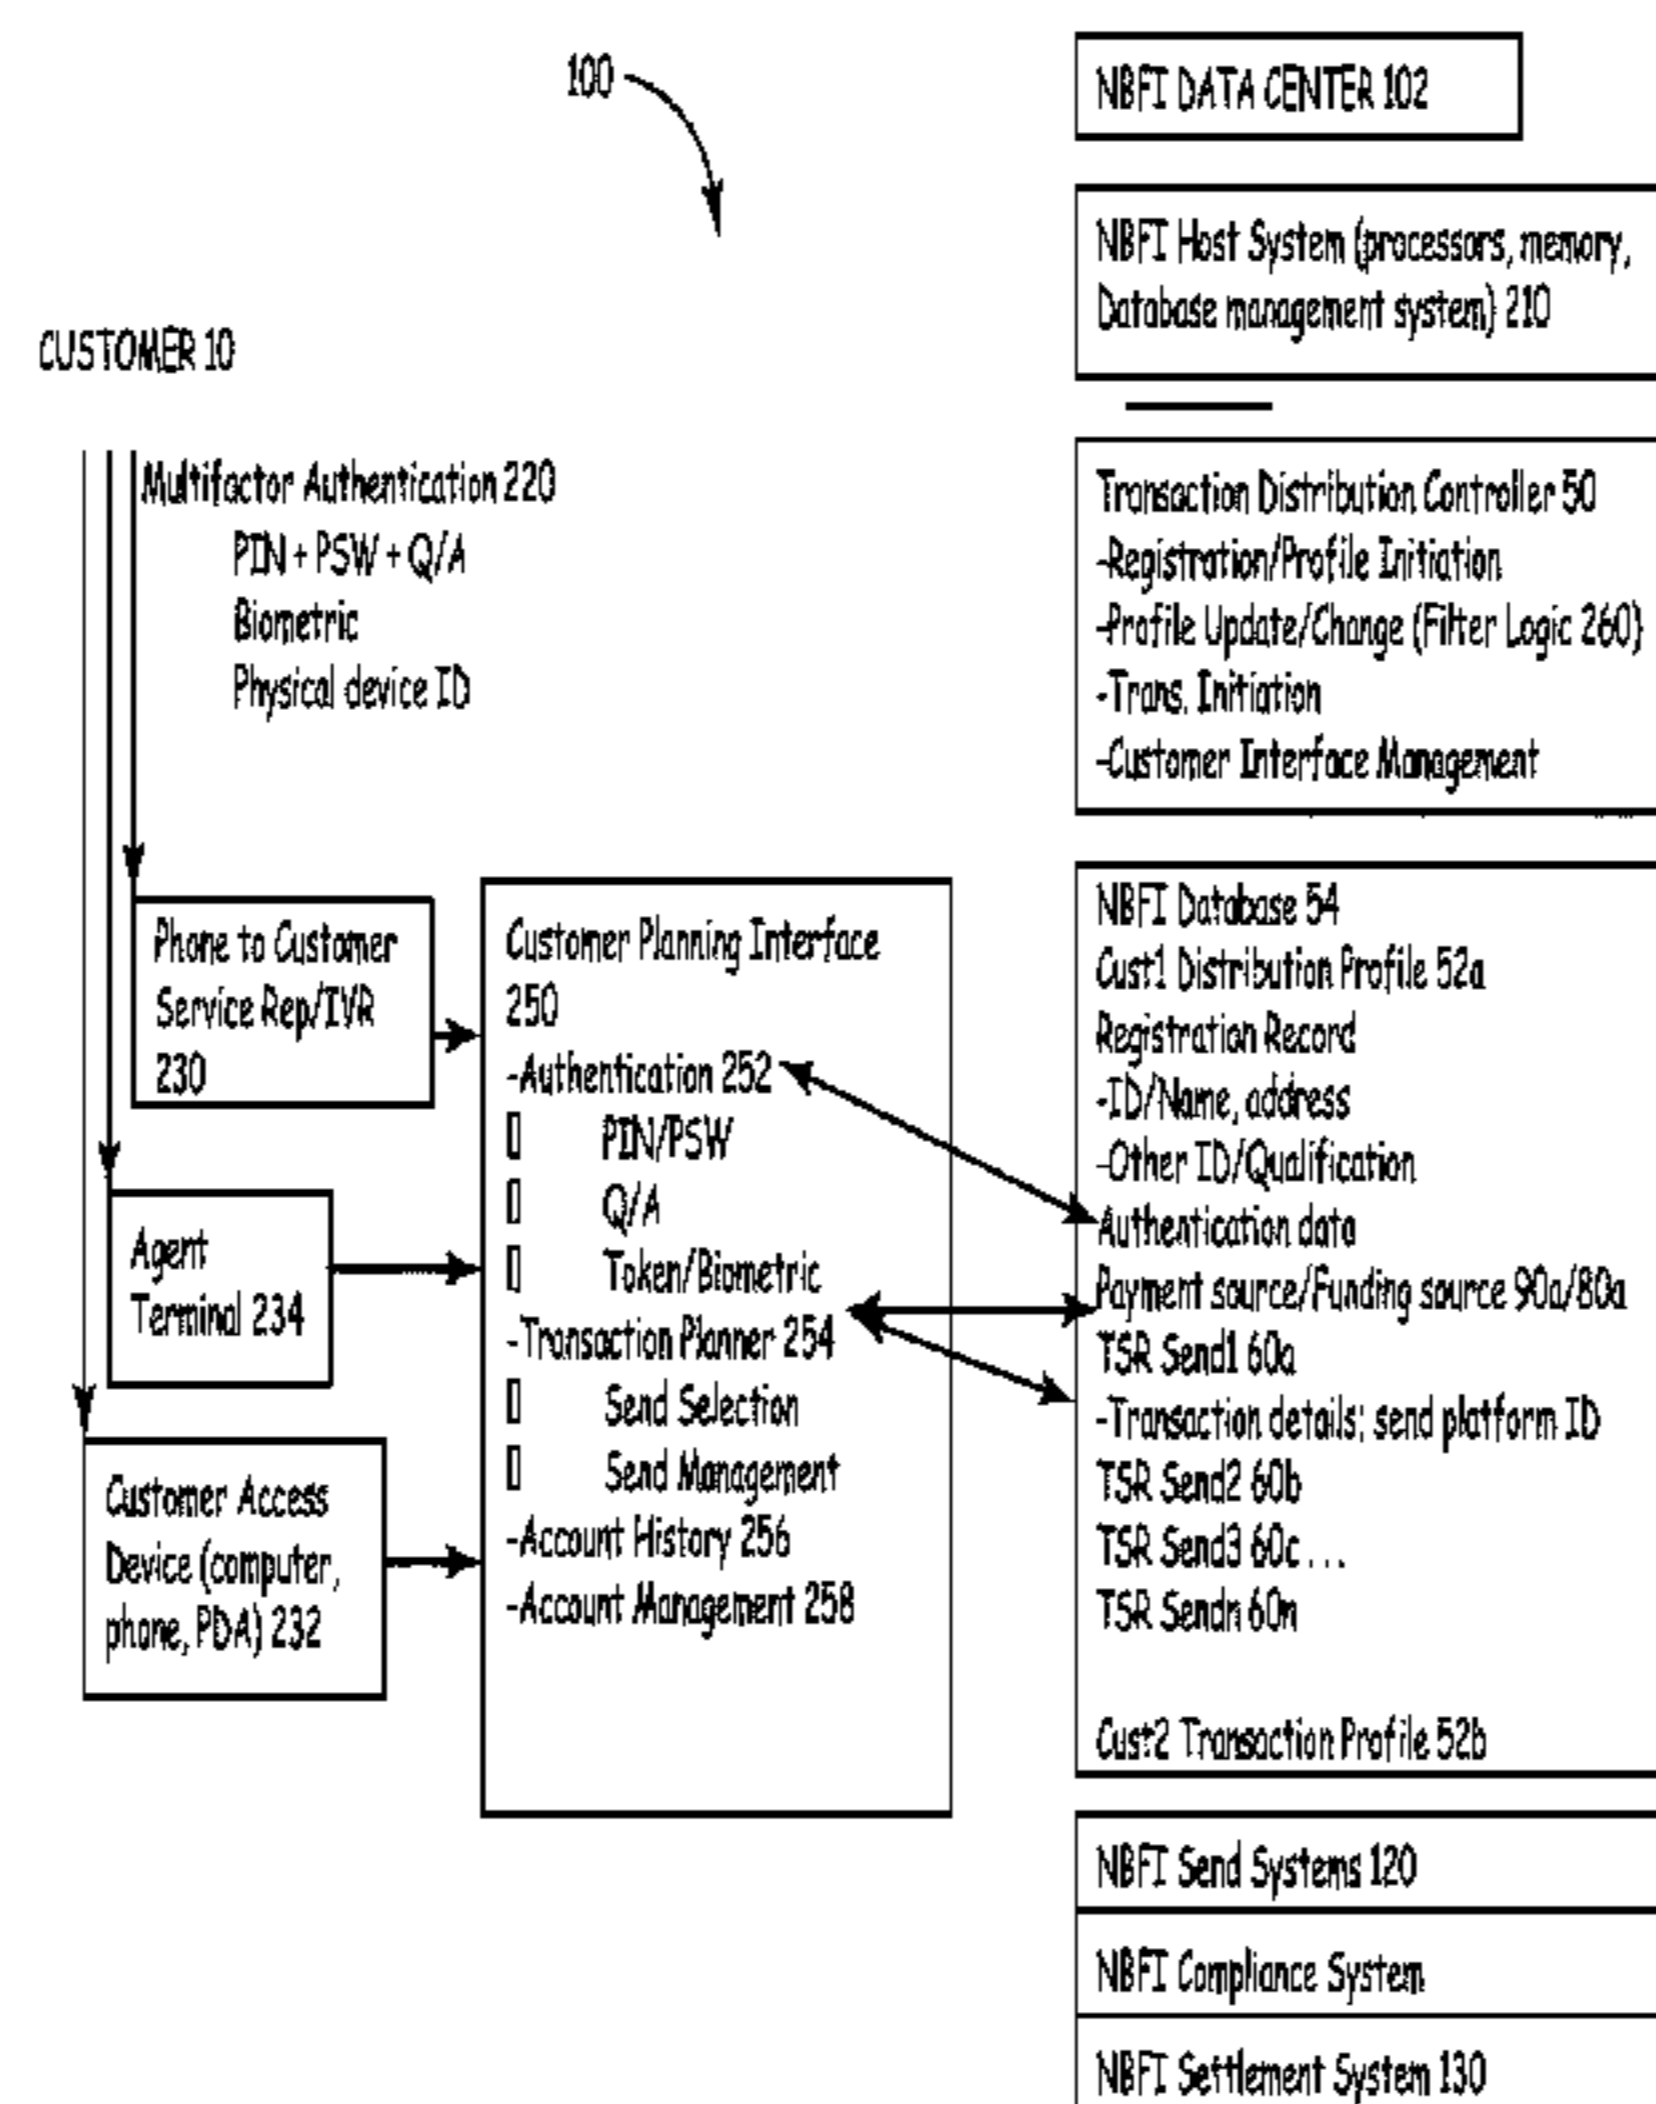 100
NBFI DATA CENTER 102
NBFI Host System (processors, memory,
Database management system) 210
CUSTOMER 10
Multifactor Authentication 220
PIN + PSW + Q/A
Biometric
Physical device ID
Transaction Distribution Controller 50
-Registration/Profile Initiation
-Profile Update/Change (Filter Logic 260)
-Trans. Initiation
-Customer Interface Management
Phone to Customer
Service Rep/IVR
230
Agent
Terminal 234
Customer Access
Device (computer,
phone, PDA) 232
Customer Planning Interface
250
-Authentication 252
PIN/PSW
Q/A
Token/Biometric
-Transaction Planner 254
Send Selection
Send Management
-Account History 256
-Account Management 258
NBFI Database 54
Cust1 Distribution Profile 52a
Registration Record
-ID/Name, address
-Other ID/Qualification
Authentication data
Payment source/Funding source 90a/80a
TSR Send1 60a
-Transaction details; send platform ID
TSR Send2 60b
TSR Send3 60c ...
TSR Sendn 60n
Cust2 Transaction Profile 52b
NBFI Send Systems 120
NBFI Compliance System
NBFI Settlement System 130